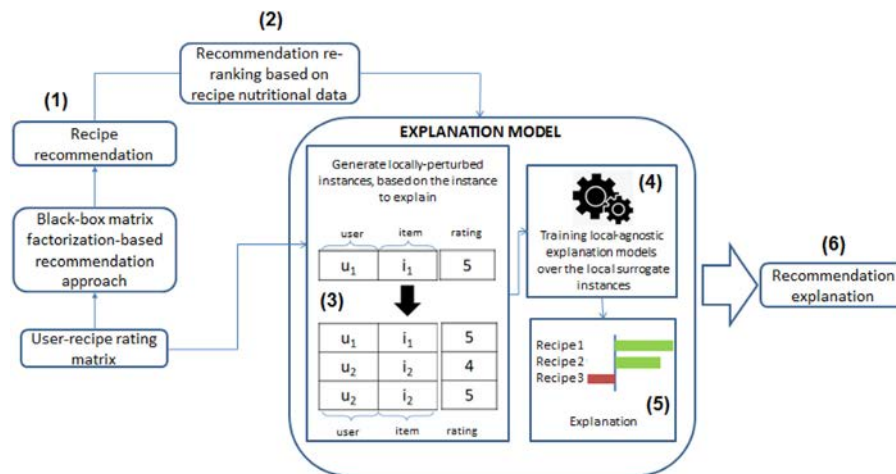 (2)
Recommendation re-
ranking based on
recipe nutritional data
(1)
Recipe
recommendation
Black-box matrix
factorization-based
recommendation
approach
User-recipe rating
matrix
EXPLANATION MODEL
Generate locally-perturbed
instances, based on the instance
to explain
user item rating
u1 i1 5
(3)
u1 i1 5
u2 i2 4
u2 i2 5
user item rating
(4)
Training local-agnostic
explanation models
over the local surrogate
instances
Recipe 1
Recipe 2
Recipe 3
(5)
Explanation
(6)
Recommendation
explanation